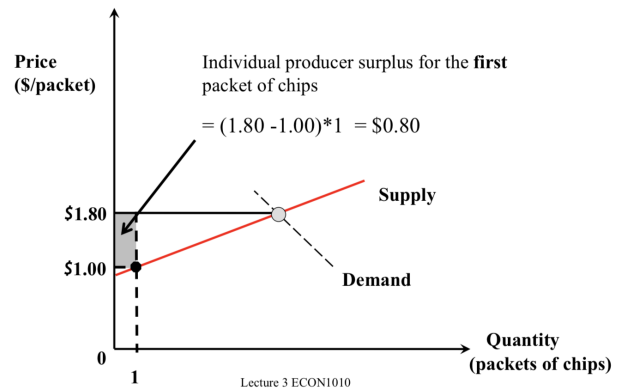 Price
($/packet)
Individual producer surplus for the first
packet of chips
= (1.80 -1.00)*1  = $0.80
Supply
$1.80
$1.00
Demand
Quantity
(packets of chips)
0
1
Lecture 3 ECON1010